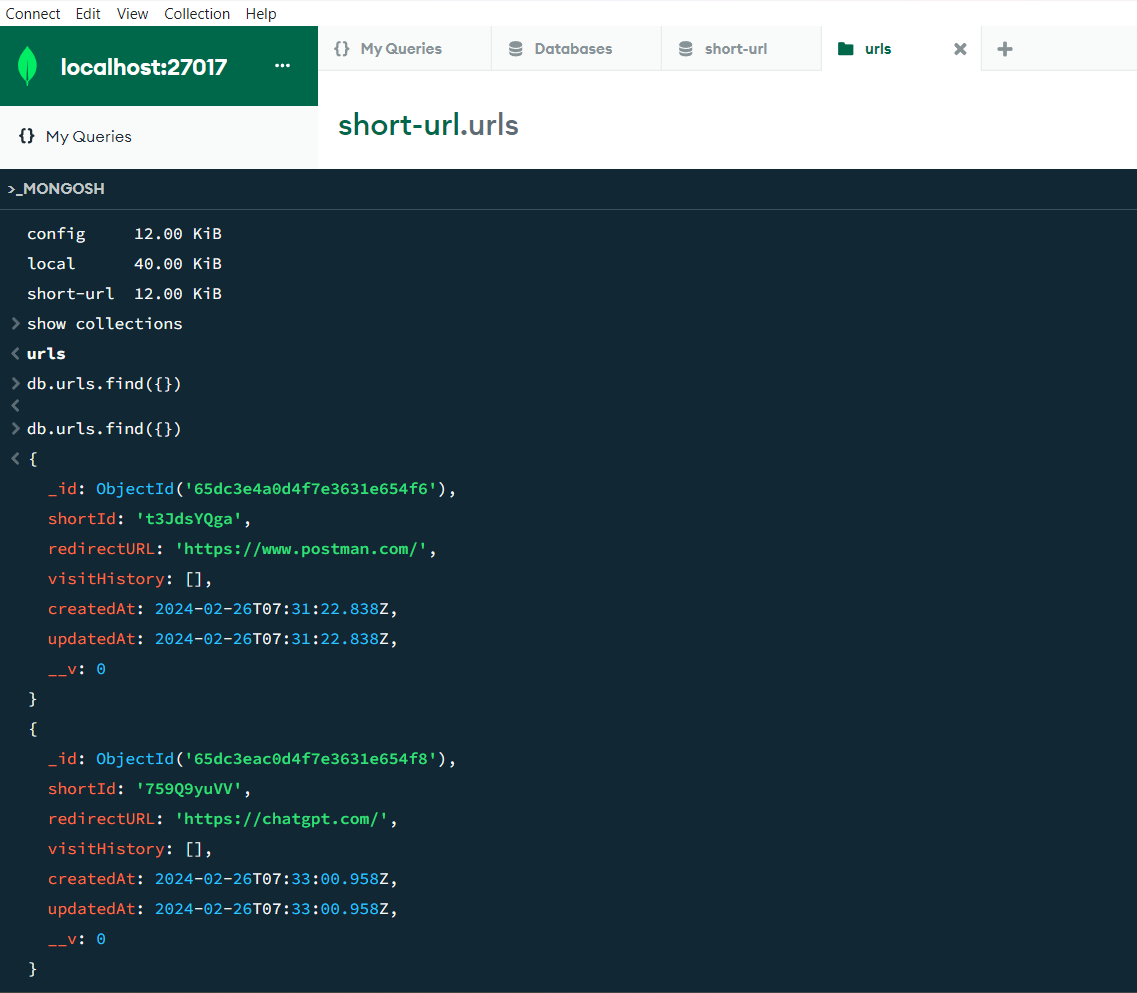 Connect Edit View Collection Help
localhost:27017 ...
{} My Queries Databases short-url urls
{} My Queries
short-url.urls
>_MONGOSH
config 12.00 KiB
local 40.00 KiB
short-url 12.00 KiB
> show collections
< urls
> db.urls.find({})
<
> db.urls.find({})
< {
_id: ObjectId('65dc3e4a0d4f7e3631e654f6'),
shortId: 't3JdsYQga',
redirectURL: 'https://www.postman.com/',
visitHistory: [],
createdAt: 2024-02-26T07:31:22.838Z,
updatedAt: 2024-02-26T07:31:22.838Z,
__v: 0
}
{
_id: ObjectId('65dc3eac0d4f7e3631e654f8'),
shortId: '759Q9yuVV',
redirectURL: 'https://chatgpt.com/',
visitHistory: [],
createdAt: 2024-02-26T07:33:00.958Z,
updatedAt: 2024-02-26T07:33:00.958Z,
__v: 0
}